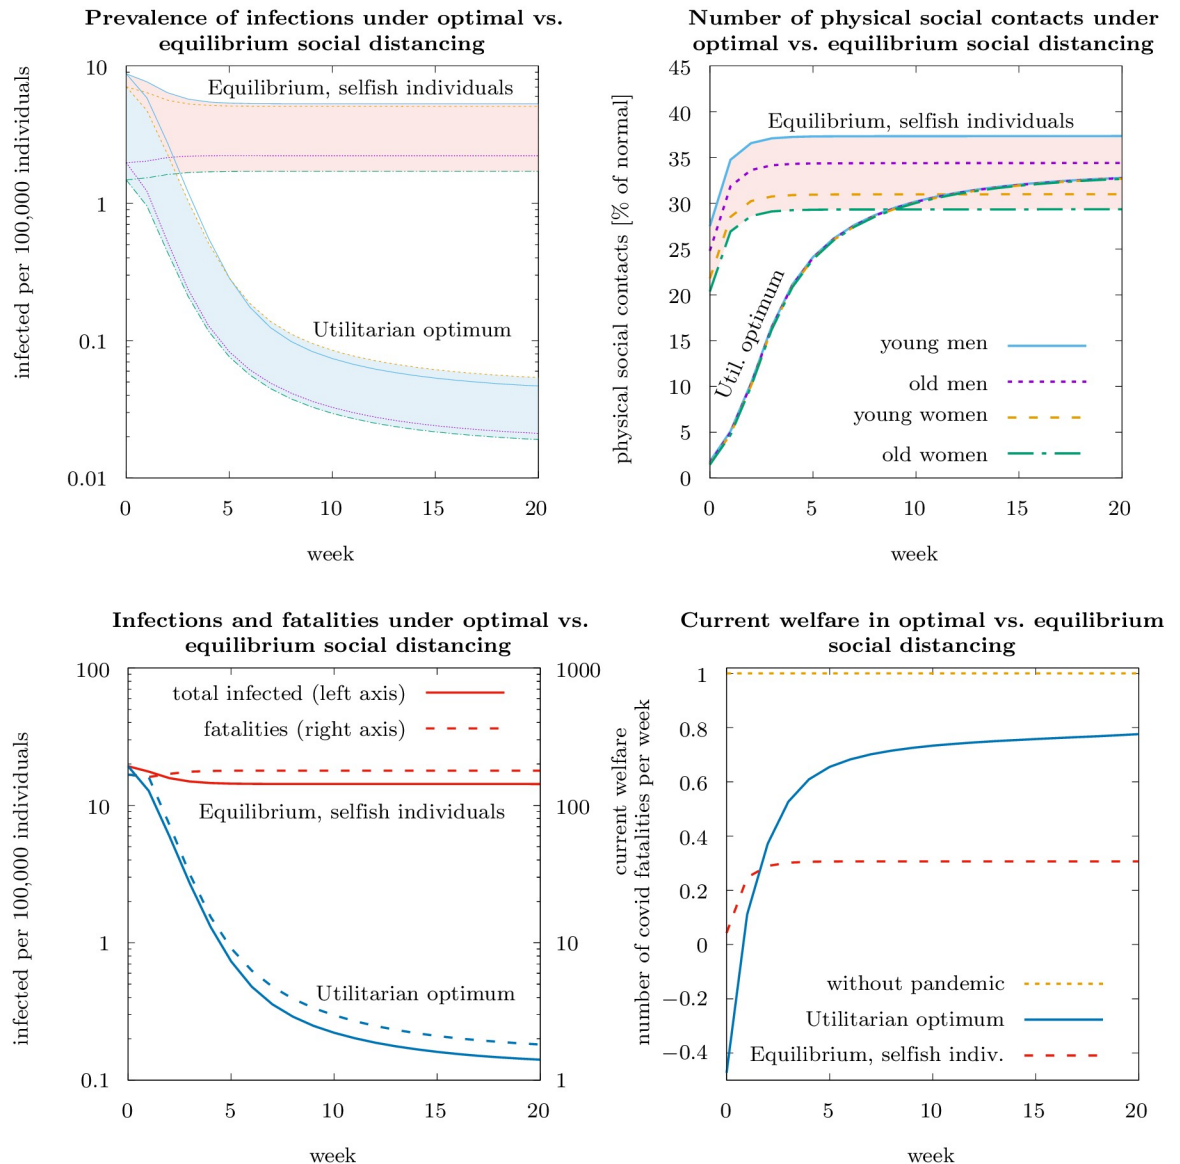 Prevalence of infections under optimal vs.
equilibrium social distancing
infected per 100,000 individuals
10
1
0.1
0.01
Equilibrium, selfish individuals
Utilitarian optimum
0 5 10 15 20
week
Number of physical social contacts under
optimal vs. equilibrium social distancing
physical social contacts [% of normal]
45
40
35
30
25
20
15
10
5
0
Equilibrium, selfish individuals
Util. optimum
young men
old men
young women
old women
0 5 10 15 20
week
Infections and fatalities under optimal vs.
equilibrium social distancing
infected per 100,000 individuals
100
10
1
0.1
1000
100
10
1
total infected (left axis)
fatalities (right axis)
Equilibrium, selfish individuals
Utilitarian optimum
0 5 10 15 20
week
Current welfare in optimal vs. equilibrium
social distancing
current welfare
number of covid fatalities per week
1
0.8
0.6
0.4
0.2
0
−0.2
−0.4
without pandemic
Utilitarian optimum
Equilibrium, selfish indiv.
0 5 10 15 20
week